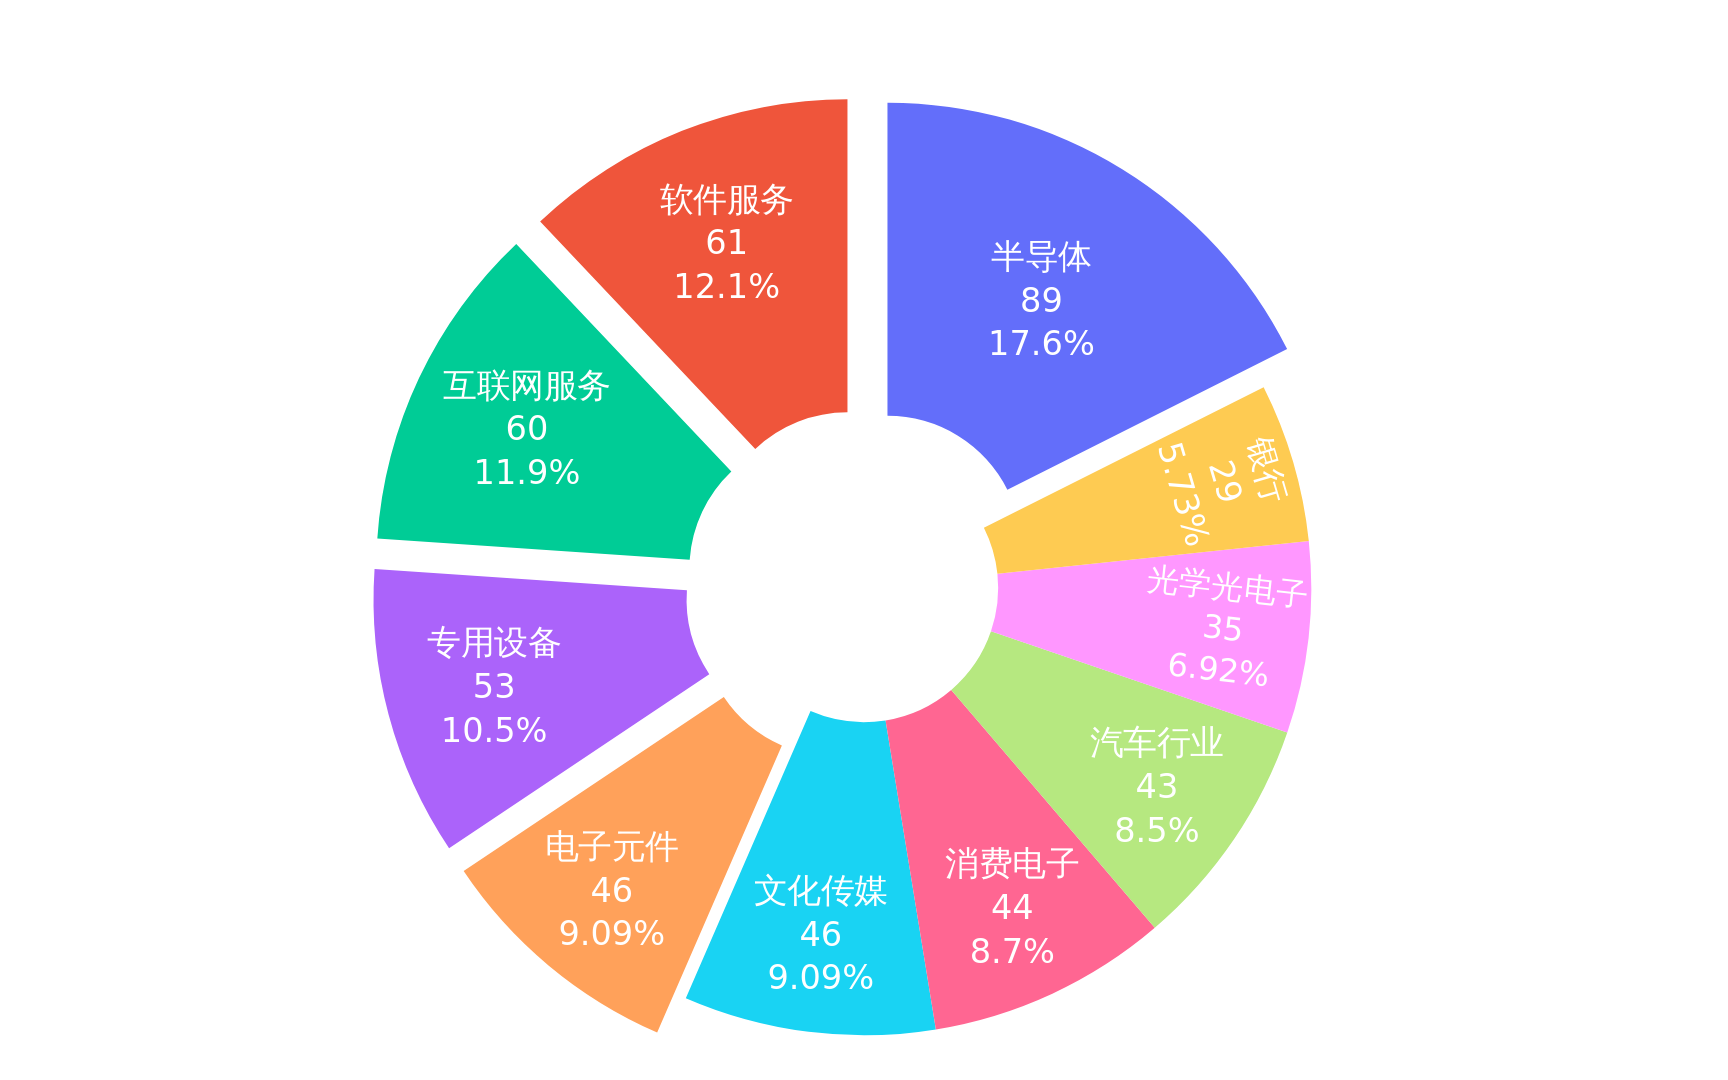 软件服务
61
12.1%
半导体
89
17.6%
互联网服务
60
11.9%
银行
29
5.73%
光学光电子
35
6.92%
专用设备
53
10.5%
汽车行业
43
8.5%
电子元件
46
9.09%
文化传媒
46
9.09%
消费电子
44
8.7%